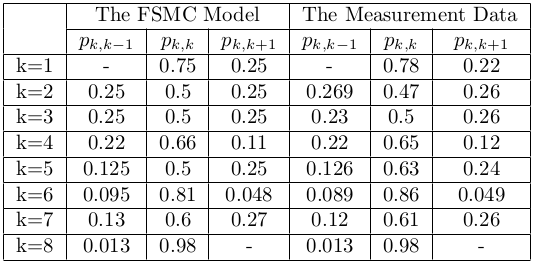 The FSMC Model The Measurement Data
p_{k,k−1} p_{k,k} p_{k,k+1} p_{k,k−1} p_{k,k} p_{k,k+1}
k=1 - 0.75 0.25 - 0.78 0.22
k=2 0.25 0.5 0.25 0.269 0.47 0.26
k=3 0.25 0.5 0.25 0.23 0.5 0.26
k=4 0.22 0.66 0.11 0.22 0.65 0.12
k=5 0.125 0.5 0.25 0.126 0.63 0.24
k=6 0.095 0.81 0.048 0.089 0.86 0.049
k=7 0.13 0.6 0.27 0.12 0.61 0.26
k=8 0.013 0.98 - 0.013 0.98 -